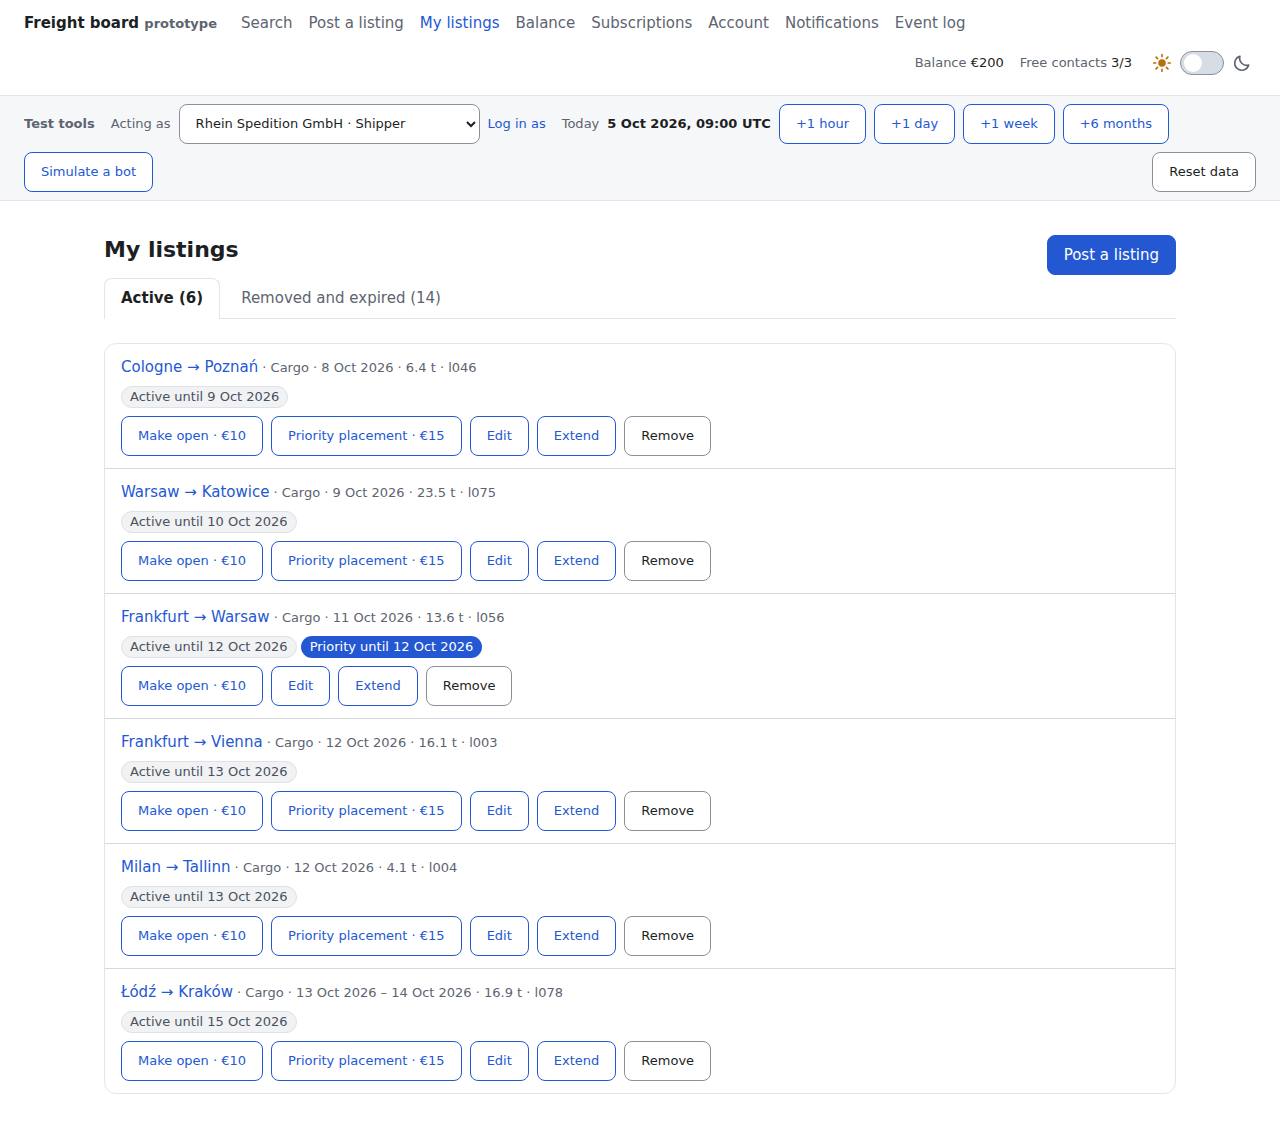 Freight board prototype Search Post a listing My listings Balance Subscriptions Account Notifications Event log
Balance €200 Free contacts 3/3
Test tools Acting as Rhein Spedition GmbH · Shipper Log in as Today 5 Oct 2026, 09:00 UTC +1 hour +1 day +1 week +6 months
Simulate a bot Reset data
My listings
Post a listing
Active (6) Removed and expired (14)
Cologne → Poznań · Cargo · 8 Oct 2026 · 6.4 t · l046
Active until 9 Oct 2026
Make open · €10 Priority placement · €15 Edit Extend Remove
Warsaw → Katowice · Cargo · 9 Oct 2026 · 23.5 t · l075
Active until 10 Oct 2026
Make open · €10 Priority placement · €15 Edit Extend Remove
Frankfurt → Warsaw · Cargo · 11 Oct 2026 · 13.6 t · l056
Active until 12 Oct 2026 Priority until 12 Oct 2026
Make open · €10 Edit Extend Remove
Frankfurt → Vienna · Cargo · 12 Oct 2026 · 16.1 t · l003
Active until 13 Oct 2026
Make open · €10 Priority placement · €15 Edit Extend Remove
Milan → Tallinn · Cargo · 12 Oct 2026 · 4.1 t · l004
Active until 13 Oct 2026
Make open · €10 Priority placement · €15 Edit Extend Remove
Łódź → Kraków · Cargo · 13 Oct 2026 – 14 Oct 2026 · 16.9 t · l078
Active until 15 Oct 2026
Make open · €10 Priority placement · €15 Edit Extend Remove